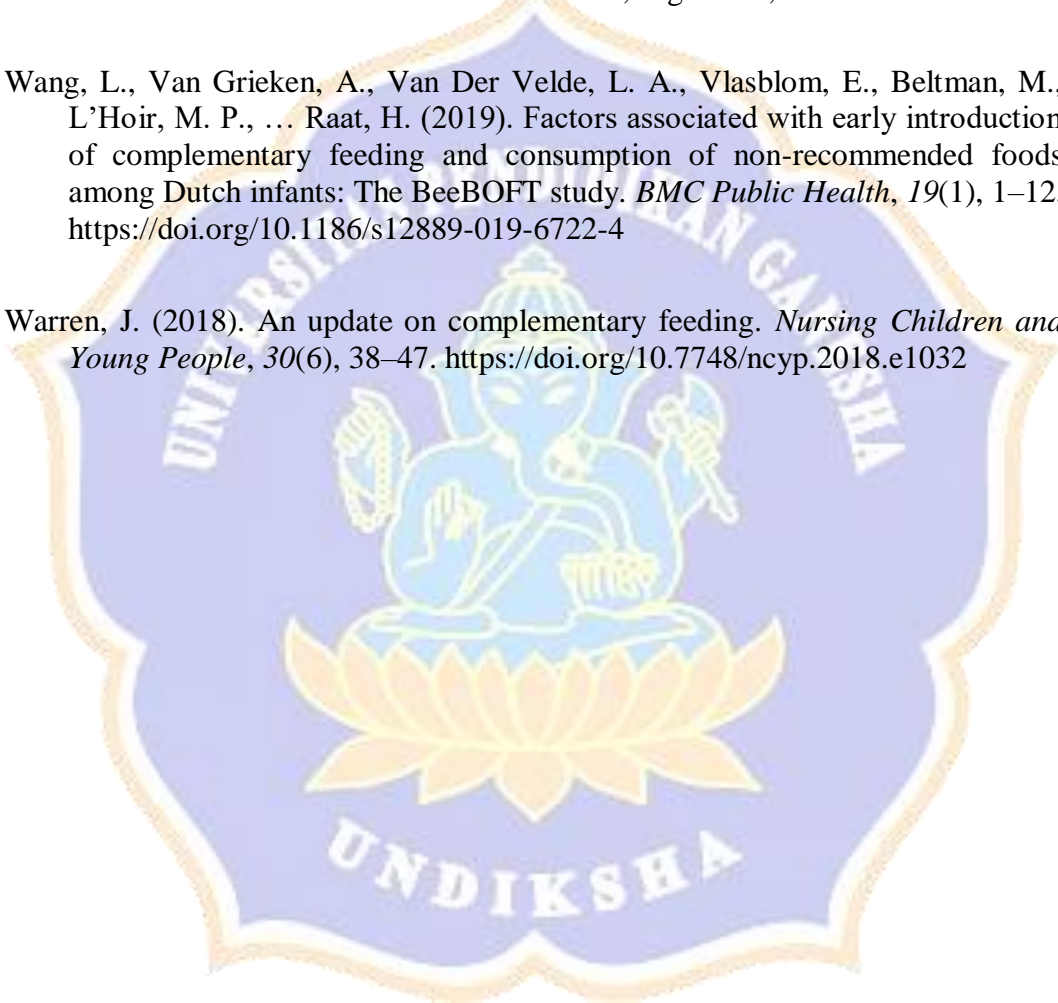 Wang, L., Van Grieken, A., Van Der Velde, L. A., Vlasblom, E., Beltman, M.,
L’Hoir, M. P., … Raat, H. (2019). Factors associated with early introduction
of complementary feeding and consumption of non-recommended foods
among Dutch infants: The BeeBOFT study. BMC Public Health, 19(1), 1–12.
https://doi.org/10.1186/s12889-019-6722-4
Warren, J. (2018). An update on complementary feeding. Nursing Children and
Young People, 30(6), 38–47. https://doi.org/10.7748/ncyp.2018.e1032
UNIVERSITAS PENDIDIKAN GANESHA
UNDIKSHA